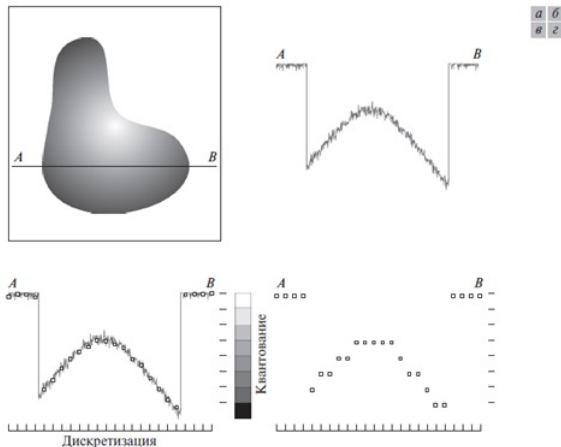 а б
в г
A B
A B
A B
Квантование
Дискретизация
A B